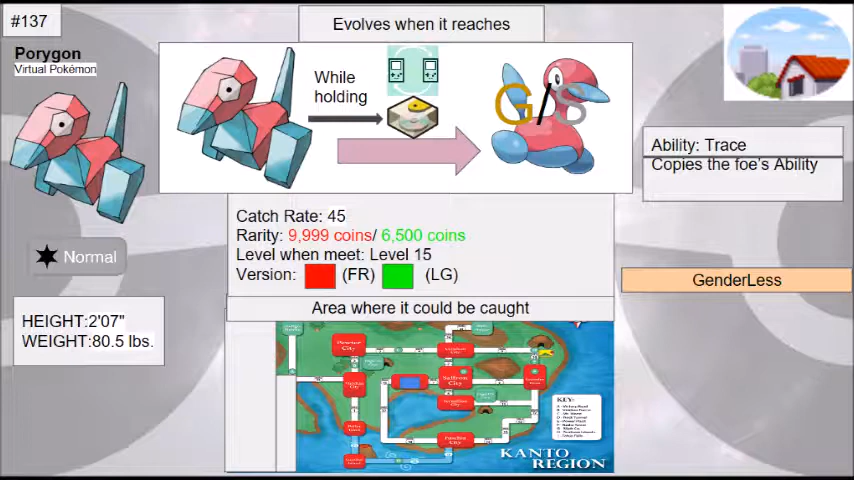 #137
Evolves when it reaches
Porygon
Virtual Pokémon
While
holding
G/S
Ability: Trace
Copies the foe's Ability
Catch Rate: 45
Rarity: 9,999 coins/ 6,500 coins
Level when meet: Level 15
Version: (FR) (LG)
Normal
GenderLess
HEIGHT:2'07"
WEIGHT:80.5 lbs.
Area where it could be caught
KEY:
KANTO
REGION